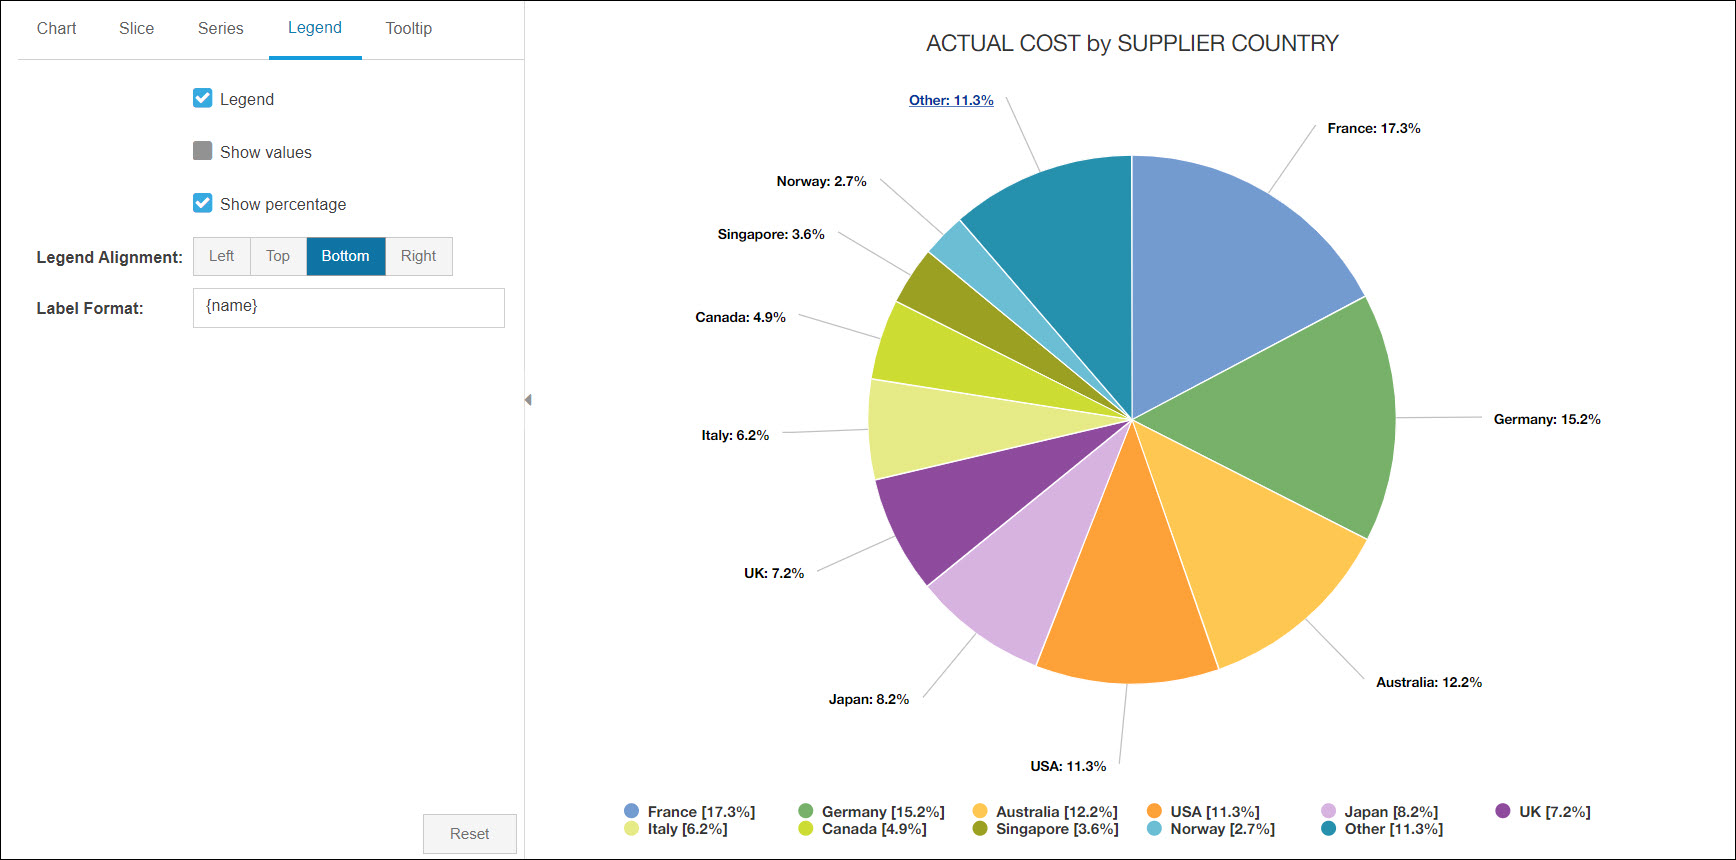 Chart Slice Series Legend Tooltip
Legend
Show values
Show percentage
Legend Alignment: Left Top Bottom Right
Label Format: {name}
Reset
ACTUAL COST by SUPPLIER COUNTRY
Other: 11.3%
France: 17.3%
Norway: 2.7%
Singapore: 3.6%
Canada: 4.9%
Germany: 15.2%
Italy: 6.2%
UK: 7.2%
Australia: 12.2%
Japan: 8.2%
USA: 11.3%
France [17.3%] Germany [15.2%] Australia [12.2%] USA [11.3%] Japan [8.2%] UK [7.2%]
Italy [6.2%] Canada [4.9%] Singapore [3.6%] Norway [2.7%] Other [11.3%]